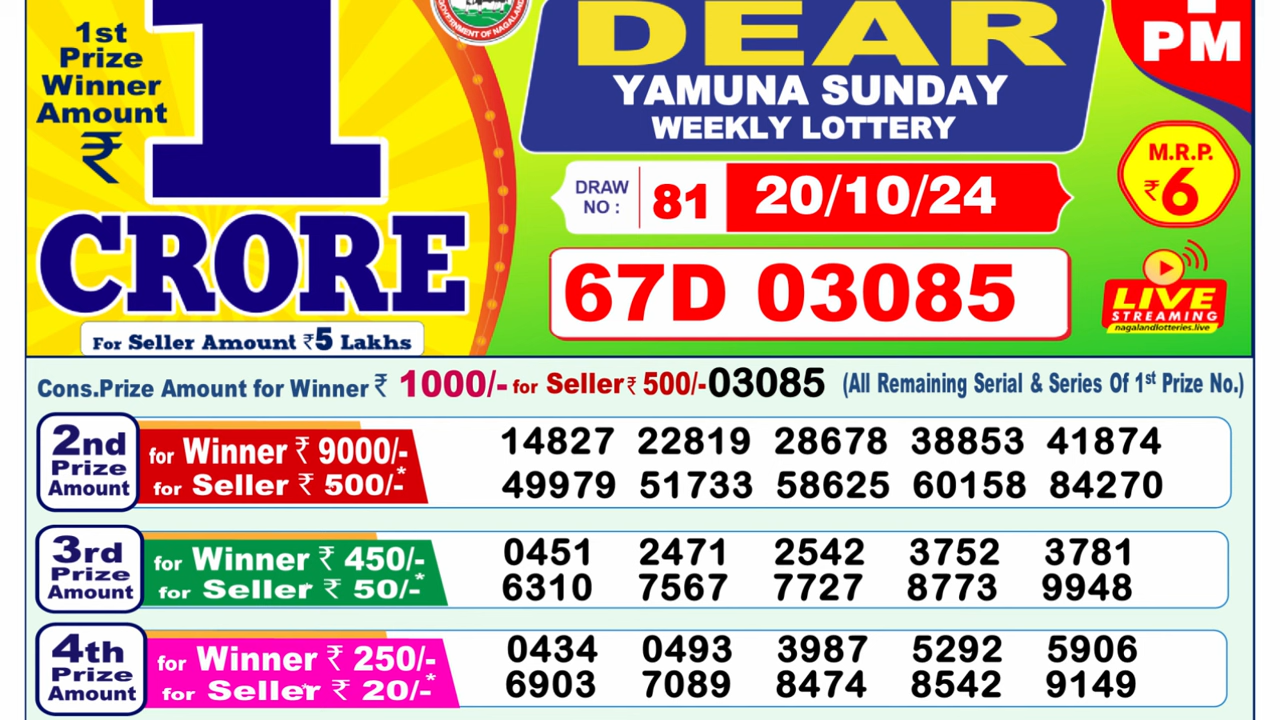 1
1st
Prize
Winner
Amount
₹
CRORE
For Seller Amount ₹5 Lakhs
GOVERNMENT OF NAGALAND
DEAR
YAMUNA SUNDAY
WEEKLY LOTTERY
PM
DRAW
NO :
81
20/10/24
M.R.P.
₹6
67D 03085
LIVE
STREAMING
nagalandlotteries.live
Cons.Prize Amount for Winner ₹ 1000/- for Seller ₹ 500/- 03085 (All Remaining Serial & Series Of 1st Prize No.)
2nd
Prize
Amount
for Winner ₹ 9000/-
for Seller ₹ 500/-*
14827 22819 28678 38853 41874
49979 51733 58625 60158 84270
3rd
Prize
Amount
for Winner ₹ 450/-
for Seller ₹ 50/-*
0451 2471 2542 3752 3781
6310 7567 7727 8773 9948
4th
Prize
Amount
for Winner ₹ 250/-
for Seller ₹ 20/-*
0434 0493 3987 5292 5906
6903 7089 8474 8542 9149